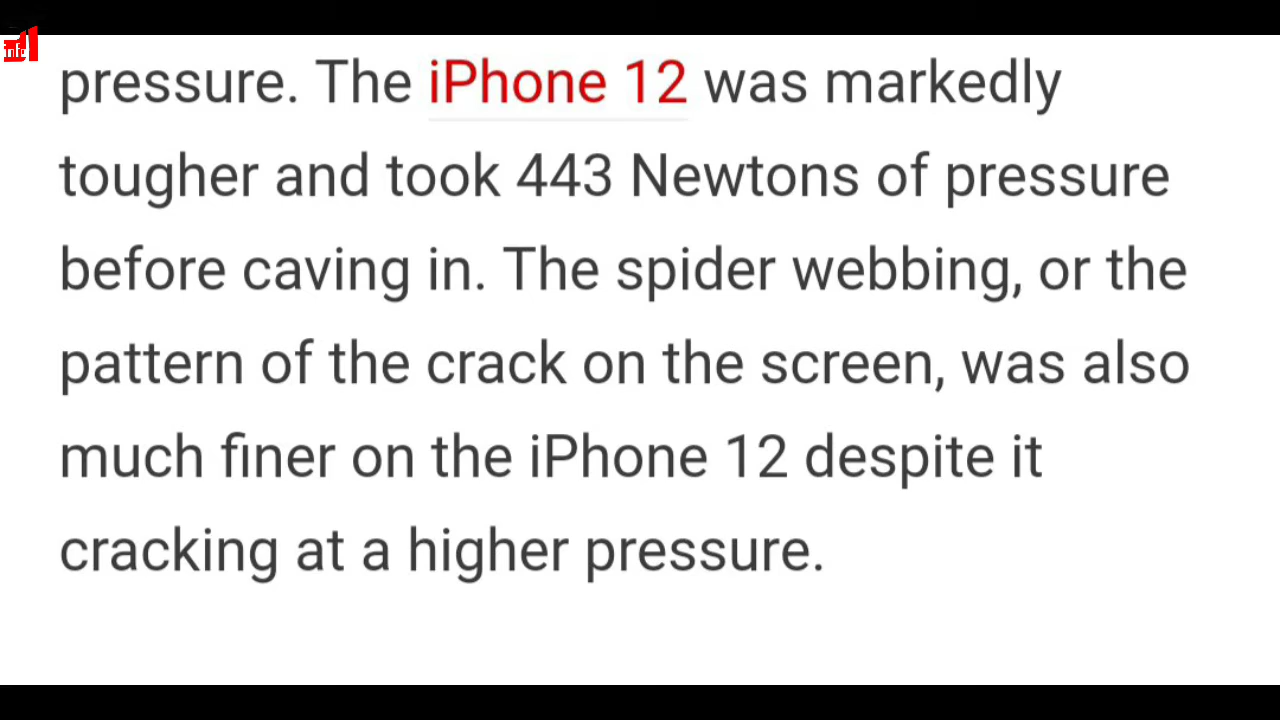 pressure. The iPhone 12 was markedly
tougher and took 443 Newtons of pressure
before caving in. The spider webbing, or the
pattern of the crack on the screen, was also
much finer on the iPhone 12 despite it
cracking at a higher pressure.